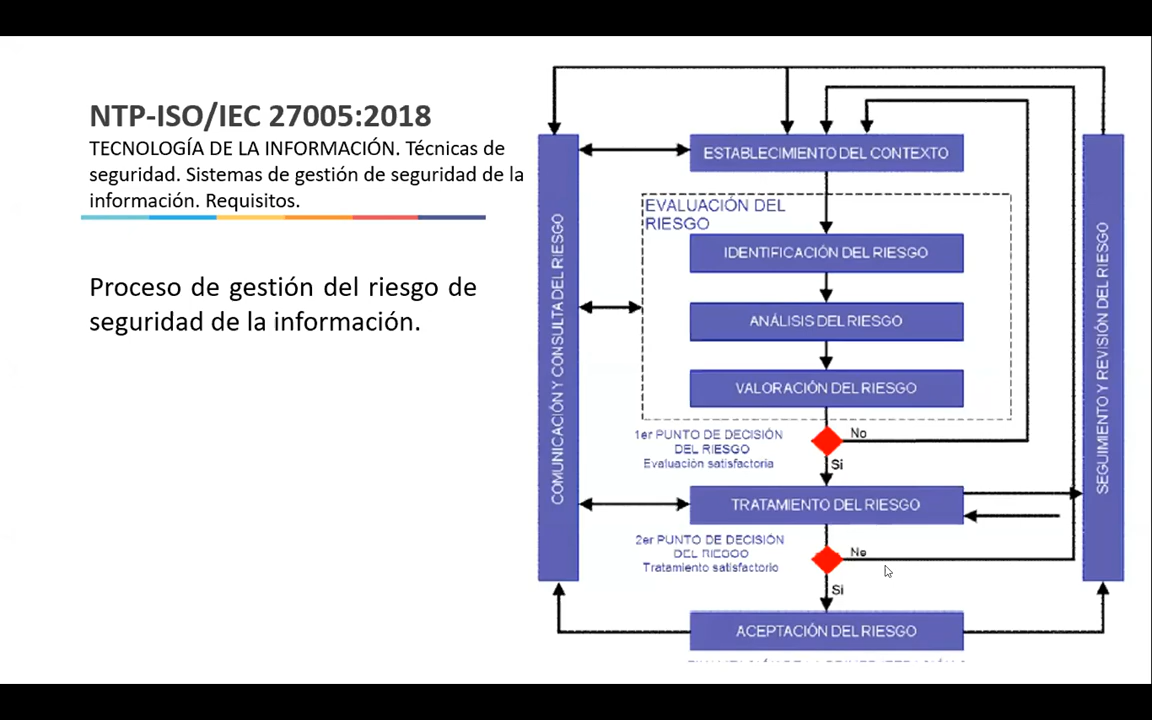 NTP-ISO/IEC 27005:2018
TECNOLOGÍA DE LA INFORMACIÓN. Técnicas de
seguridad. Sistemas de gestión de seguridad de la
información. Requisitos.
Proceso de gestión del riesgo de
seguridad de la información.
COMUNICACIÓN Y CONSULTA DEL RIESGO
ESTABLECIMIENTO DEL CONTEXTO
EVALUACIÓN DEL
RIESGO
IDENTIFICACIÓN DEL RIESGO
ANÁLISIS DEL RIESGO
VALORACIÓN DEL RIESGO
1er PUNTO DE DECISIÓN
DEL RIESGO
Evaluación satisfactoria
No
Si
TRATAMIENTO DEL RIESGO
2er PUNTO DE DECISIÓN
DEL RIESGO
Tratamiento satisfactorio
No
Si
ACEPTACIÓN DEL RIESGO
SEGUIMIENTO Y REVISIÓN DEL RIESGO